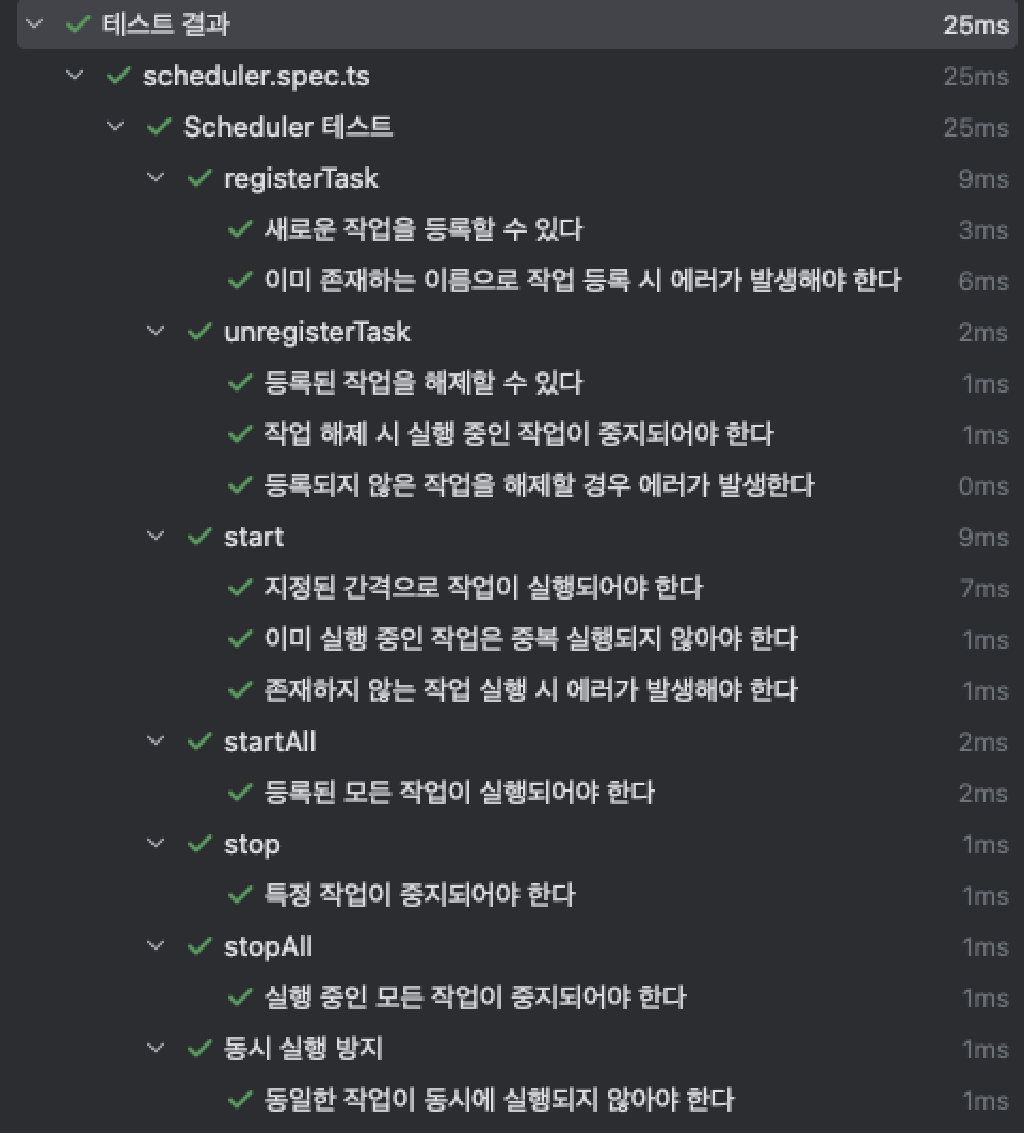 테스트 결과 25ms
scheduler.spec.ts 25ms
Scheduler 테스트 25ms
registerTask 9ms
새로운 작업을 등록할 수 있다 3ms
이미 존재하는 이름으로 작업 등록 시 에러가 발생해야 한다 6ms
unregisterTask 2ms
등록된 작업을 해제할 수 있다 1ms
작업 해제 시 실행 중인 작업이 중지되어야 한다 1ms
등록되지 않은 작업을 해제할 경우 에러가 발생한다 0ms
start 9ms
지정된 간격으로 작업이 실행되어야 한다 7ms
이미 실행 중인 작업은 중복 실행되지 않아야 한다 1ms
존재하지 않는 작업 실행 시 에러가 발생해야 한다 1ms
startAll 2ms
등록된 모든 작업이 실행되어야 한다 2ms
stop 1ms
특정 작업이 중지되어야 한다 1ms
stopAll 1ms
실행 중인 모든 작업이 중지되어야 한다 1ms
동시 실행 방지 1ms
동일한 작업이 동시에 실행되지 않아야 한다 1ms